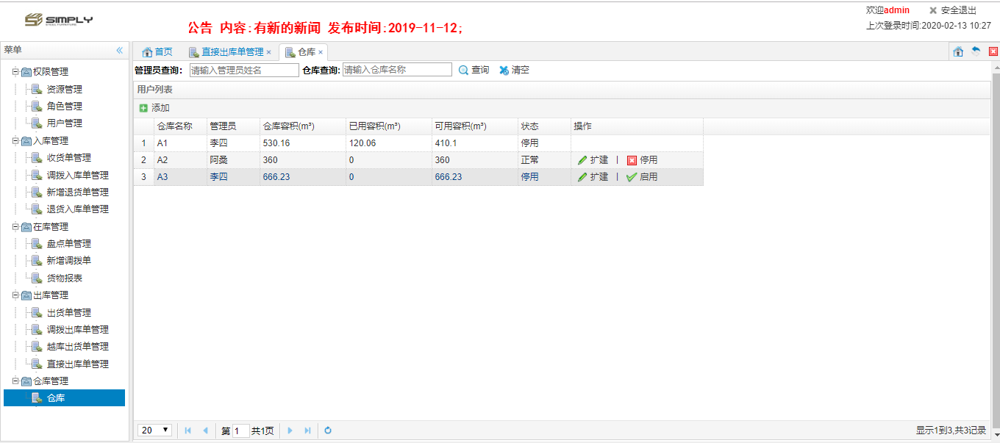 SIMPLY
公告 内容:有新的新闻 发布时间:2019-11-12;
欢迎admin 安全退出
上次登录时间:2020-02-13 10:27
菜单
权限管理
资源管理
角色管理
用户管理
入库管理
收货单管理
调拨入库单管理
新增退货单管理
退货入库单管理
在库管理
盘点单管理
新增调拨单
货物报表
出库管理
出货单管理
调拨出库单管理
越库出货单管理
直接出库单管理
仓库管理
仓库
首页 直接出库单管理 × 仓库 ×
管理员查询: 请输入管理员姓名 仓库查询: 请输入仓库名称 查询 清空
用户列表
添加
仓库名称 管理员 仓库容积(m³) 已用容积(m³) 可用容积(m³) 状态 操作
1 A1 李四 530.16 120.06 410.1 停用
2 A2 阿桑 360 0 360 正常 扩建 | 停用
3 A3 李四 666.23 0 666.23 停用 扩建 | 启用
20 第 1 共1页 显示1到3,共3记录